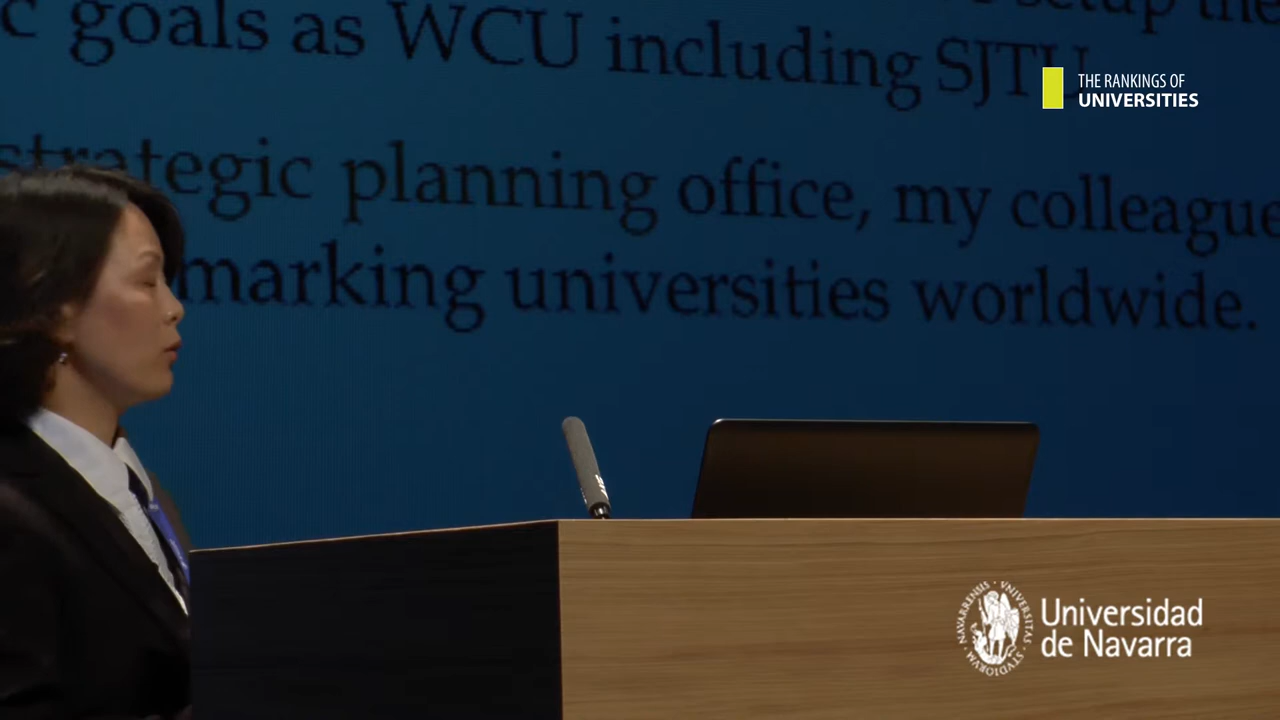 c goals as WCU including SJTU
THE RANKINGS OF
UNIVERSITIES
strategic planning office, my colleague
marking universities worldwide.
Universidad
de Navarra